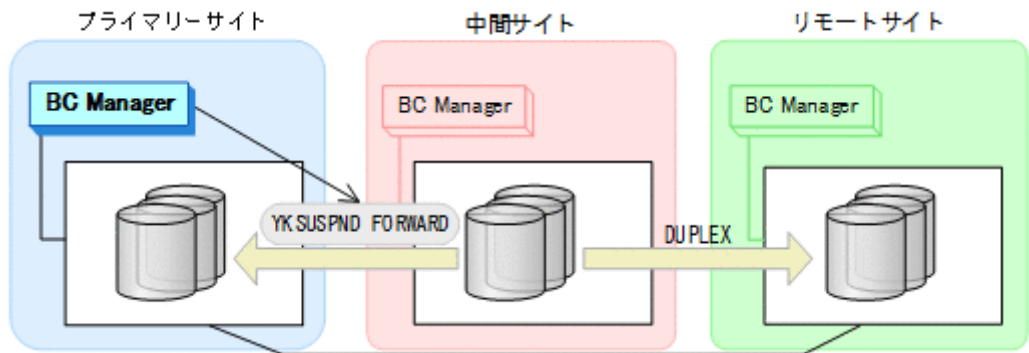 プライマリーサイト
中間サイト
リモートサイト
BC Manager
BC Manager
BC Manager
YKSUSPND FORWARD
DUPLEX